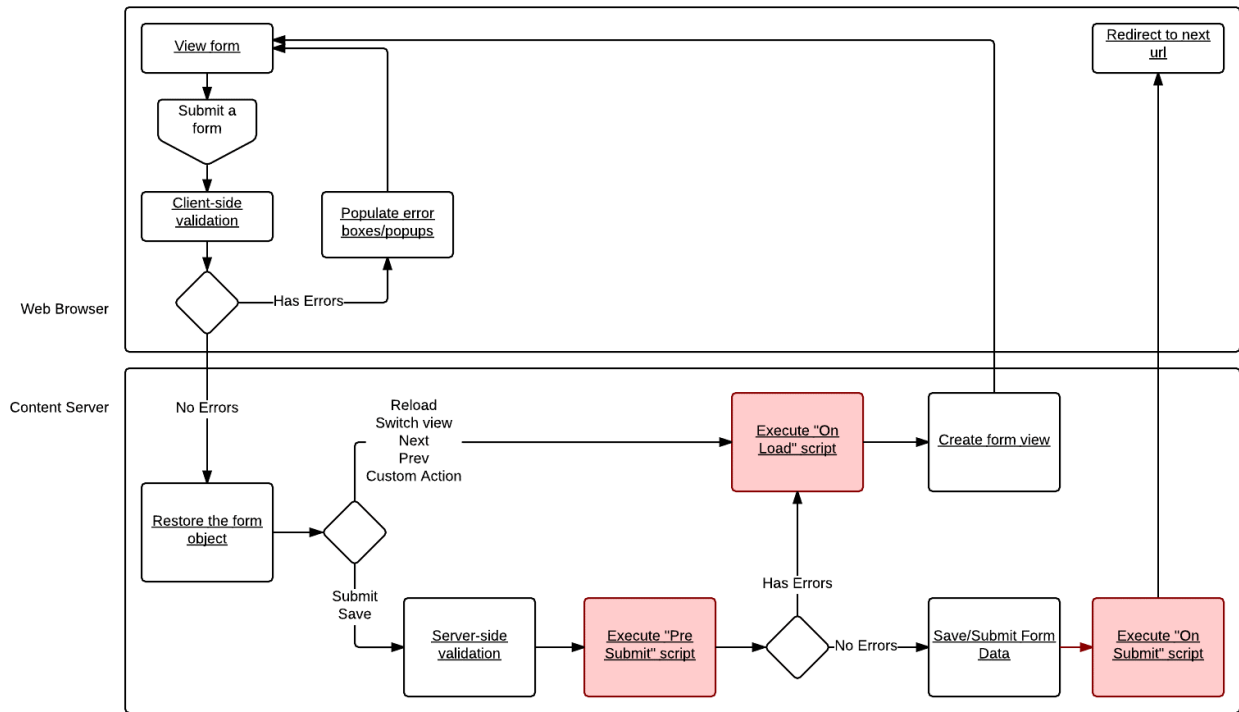 View form
Redirect to next
url
Submit a
form
Client-side
validation
Populate error
boxes/popups
Has Errors
Web Browser
Content Server
No Errors
Reload
Switch view
Next
Prev
Custom Action
Execute "On
Load" script
Create form view
Restore the form
object
Submit
Save
Has Errors
Server-side
validation
Execute "Pre
Submit" script
No Errors
Save/Submit Form
Data
Execute "On
Submit" script